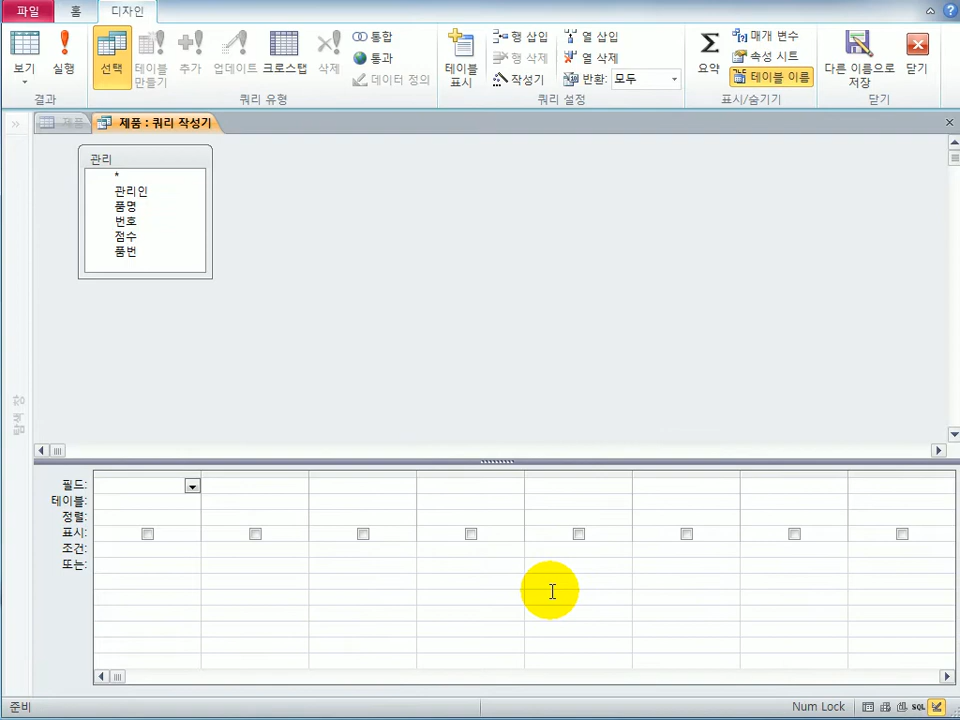 파일 홈 디자인
보기 실행 선택 테이블 만들기 추가 업데이트 크로스탭 삭제 통합 통과 데이터 정의 테이블 표시 행 삽입 행 삭제 작성기 열 삽입 열 삭제 반환: 모두 요약 매개 변수 속성 시트 테이블 이름 다른 이름으로 저장 닫기
결과 쿼리 유형 쿼리 설정 표시/숨기기 닫기
» 제품 제품 : 쿼리 작성기
관리
*
관리인
품명
번호
점수
품번
탐색 창
필드:
테이블:
정렬:
표시:
조건:
또는:
준비 Num Lock SQL